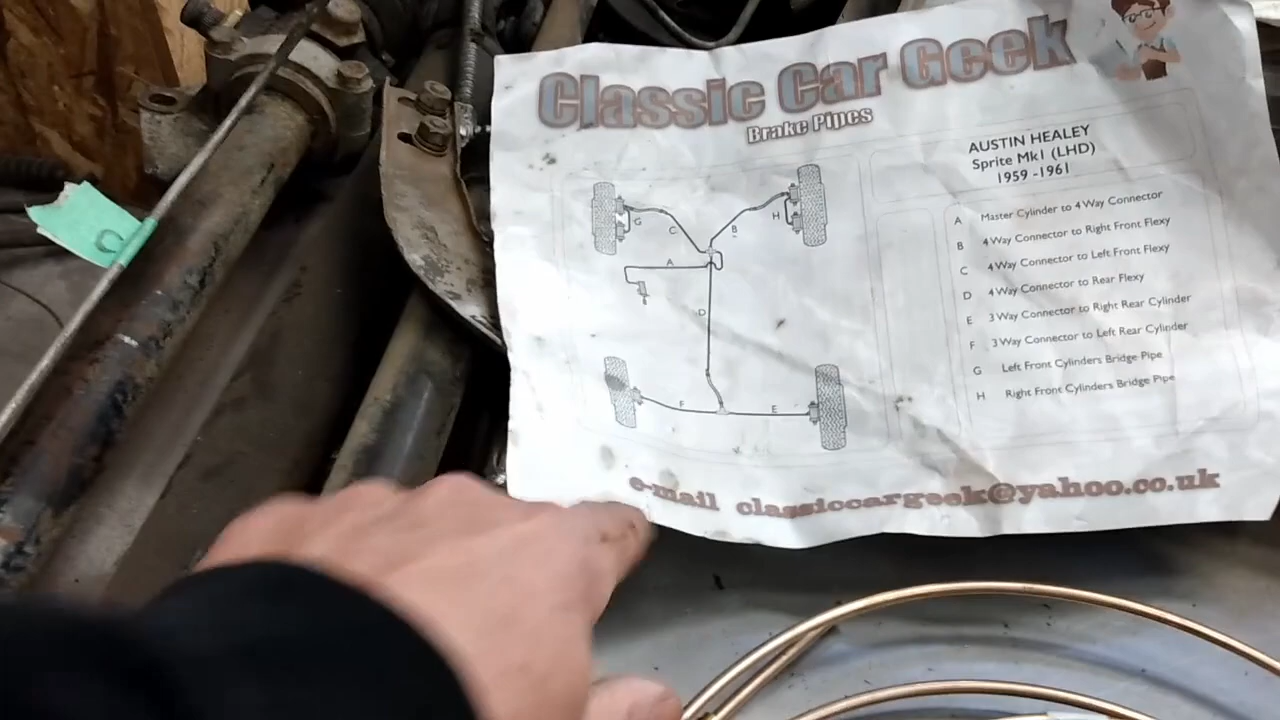 Classic Car Geek
Brake Pipes
AUSTIN HEALEY
Sprite Mk1 (LHD)
1959 -1961
A Master Cylinder to 4 Way Connector
B 4 Way Connector to Right Front Flexy
C 4 Way Connector to Left Front Flexy
D 4 Way Connector to Rear Flexy
E 3 Way Connector to Right Rear Cylinder
F 3 Way Connector to Left Rear Cylinder
G Left Front Cylinders Bridge Pipe
H Right Front Cylinders Bridge Pipe
G
C
B
H
A
D
F
E
e-mail classiccargeek@yahoo.co.uk